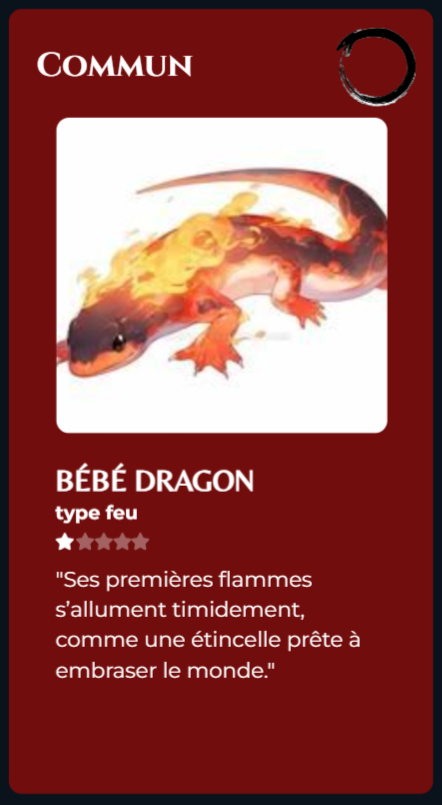 Commun
BÉBÉ DRAGON
type feu
"Ses premières flammes
s’allument timidement,
comme une étincelle prête à
embraser le monde."